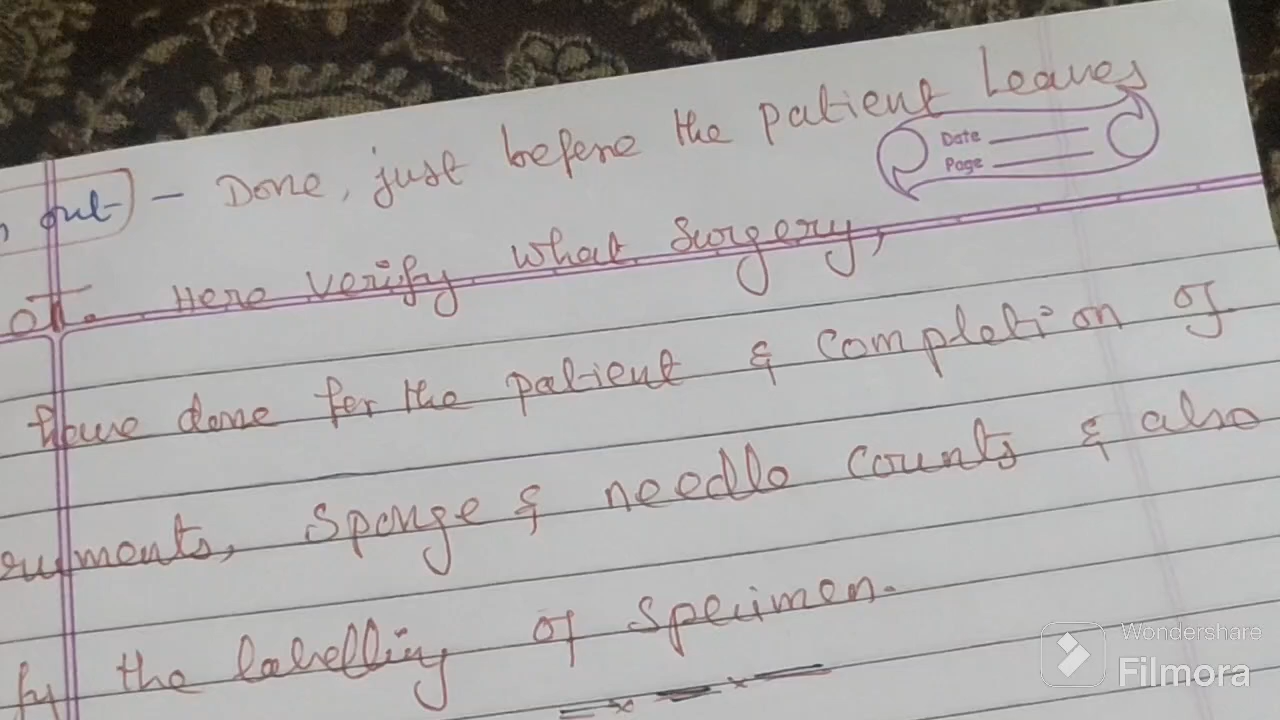 out - Done, just before the patient Leaves
Date
Page
OT. Here verify what surgery,
have done for the patient & completion of
ruments, sponge & needle counts & also
fy the labelling of specimen.
Wondershare
Filmora